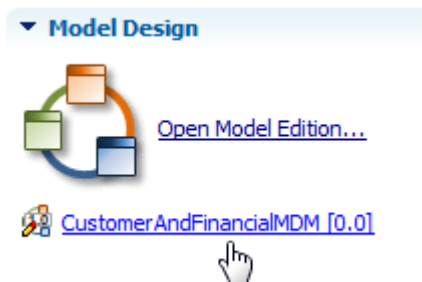 Model Design
Open Model Edition...
CustomerAndFinancialMDM [0.0]